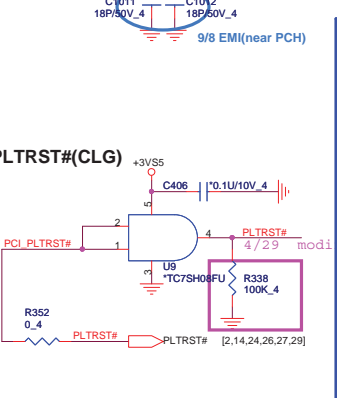 C1011 C1012
18P/50V_4 18P/50V_4
9/8 EMI(near PCH)
PLTRST#(CLG)
+3VS5
C406 *0.1U/10V_4
5
2
PCI_PLTRST# 1
4 PLTRST#
4/29 modi
3
U9
*TC7SH08FU
R338
100K_4
R352
0_4
PLTRST# PLTRST# [2,14,24,26,27,29]